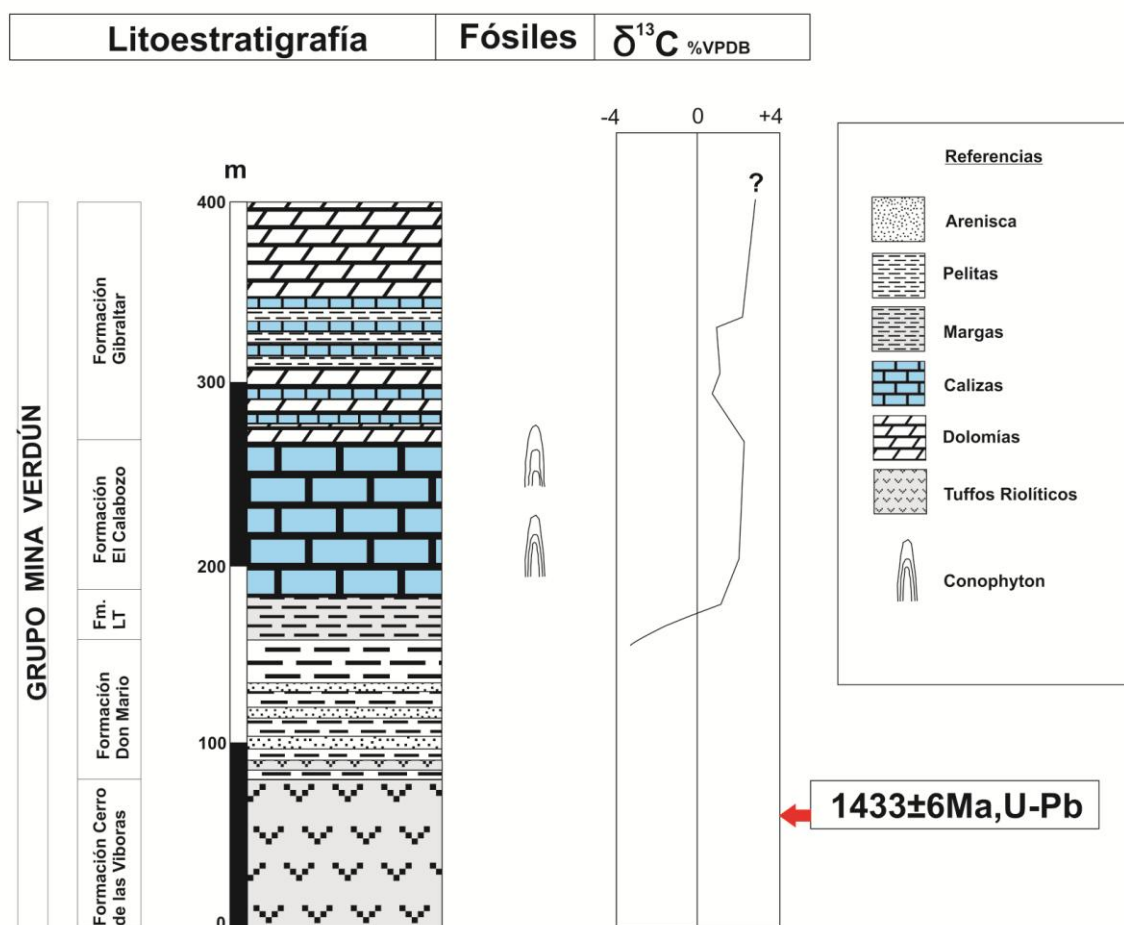 Litoestratigrafía
Fósiles
δ¹³C %VPDB
-4
0
+4
m
?
400
300
200
100
0
GRUPO MINA VERDÚN
Formación
Gibraltar
Formación
El Calabozo
Fm.
LT
Formación
Don Mario
Formación Cerro
de las Viboras
1433±6Ma,U-Pb
Referencias
Arenisca
Pelitas
Margas
Calizas
Dolomías
Tuffos Riolíticos
Conophyton